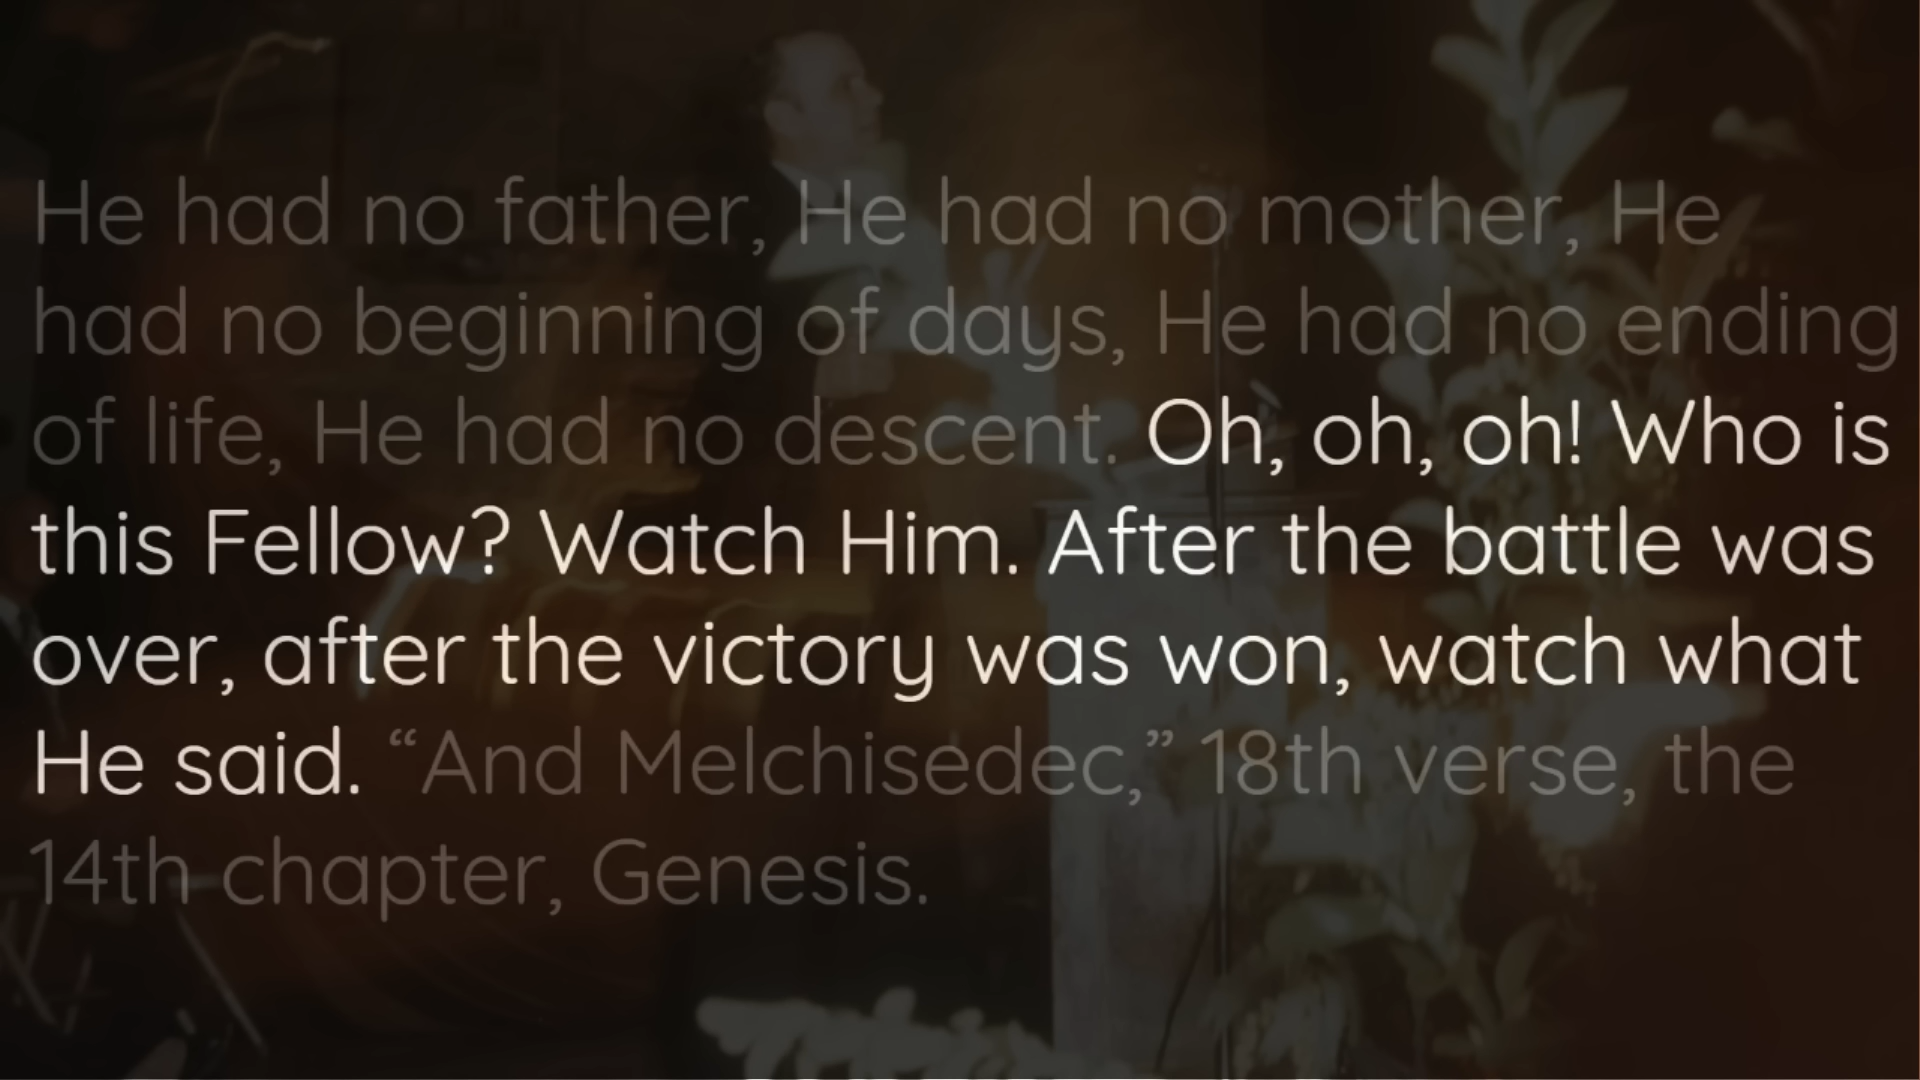 He had no father, He had no mother, He
had no beginning of days, He had no ending
of life, He had no descent. Oh, oh, oh! Who is
this Fellow? Watch Him. After the battle was
over, after the victory was won, watch what
He said. “And Melchisedec,” 18th verse, the
14th chapter, Genesis.